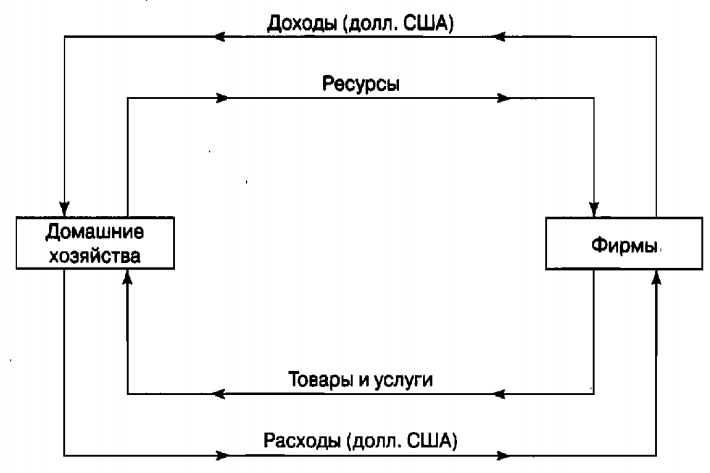 Доходы (долл. США)
Ресурсы
Домашние
хозяйства
Фирмы
Товары и услуги
Расходы (долл. США)